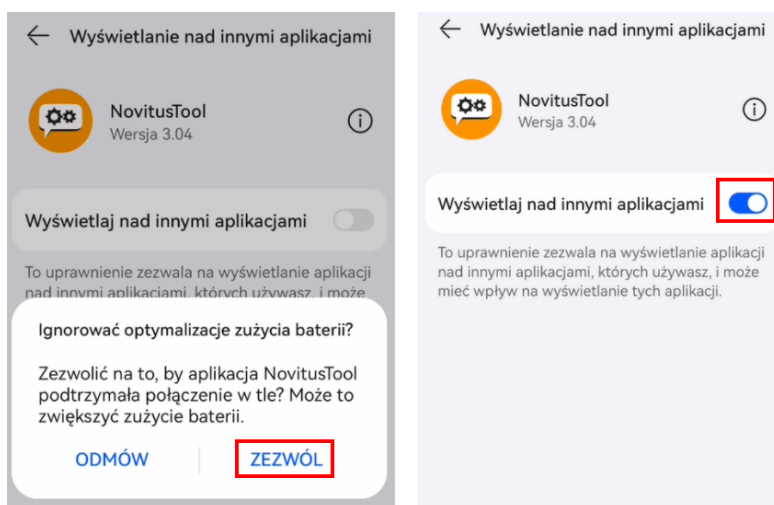 Wyświetlanie nad innymi aplikacjami
NovitusTool
Wersja 3.04
Wyświetlaj nad innymi aplikacjami
To uprawnienie zezwala na wyświetlanie aplikacji
nad innymi aplikacjami, których używasz, i może
Ignorować optymalizacje zużycia baterii?
Zezwolić na to, by aplikacja NovitusTool
podtrzymała połączenie w tle? Może to
zwiększyć zużycie baterii.
ODMÓW
ZEZWÓL
Wyświetlanie nad innymi aplikacjami
NovitusTool
Wersja 3.04
Wyświetlaj nad innymi aplikacjami
To uprawnienie zezwala na wyświetlanie aplikacji
nad innymi aplikacjami, których używasz, i może
mieć wpływ na wyświetlanie tych aplikacji.